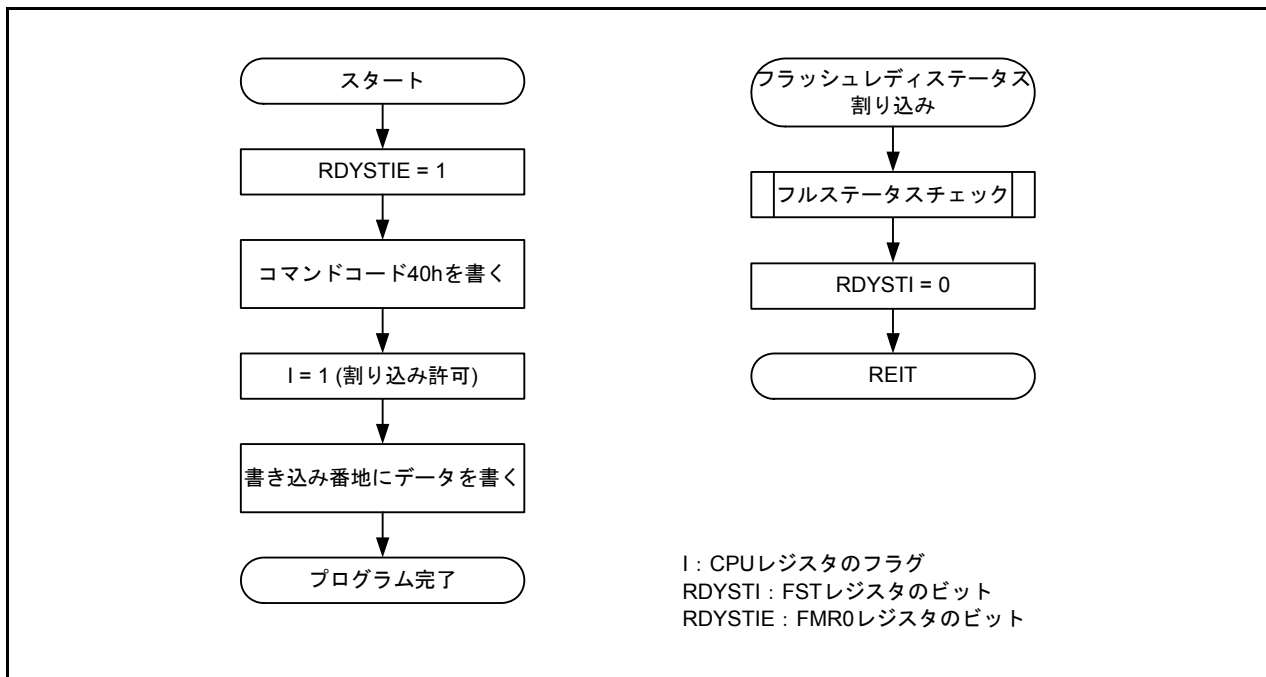 スタート
RDYSTIE = 1
コマンドコード40hを書く
I = 1 (割り込み許可)
書き込み番地にデータを書く
プログラム完了
フラッシュレディステータス
割り込み
フルステータスチェック
RDYSTI = 0
REIT
I：CPUレジスタのフラグ
RDYSTI：FSTレジスタのビット
RDYSTIE：FMR0レジスタのビット